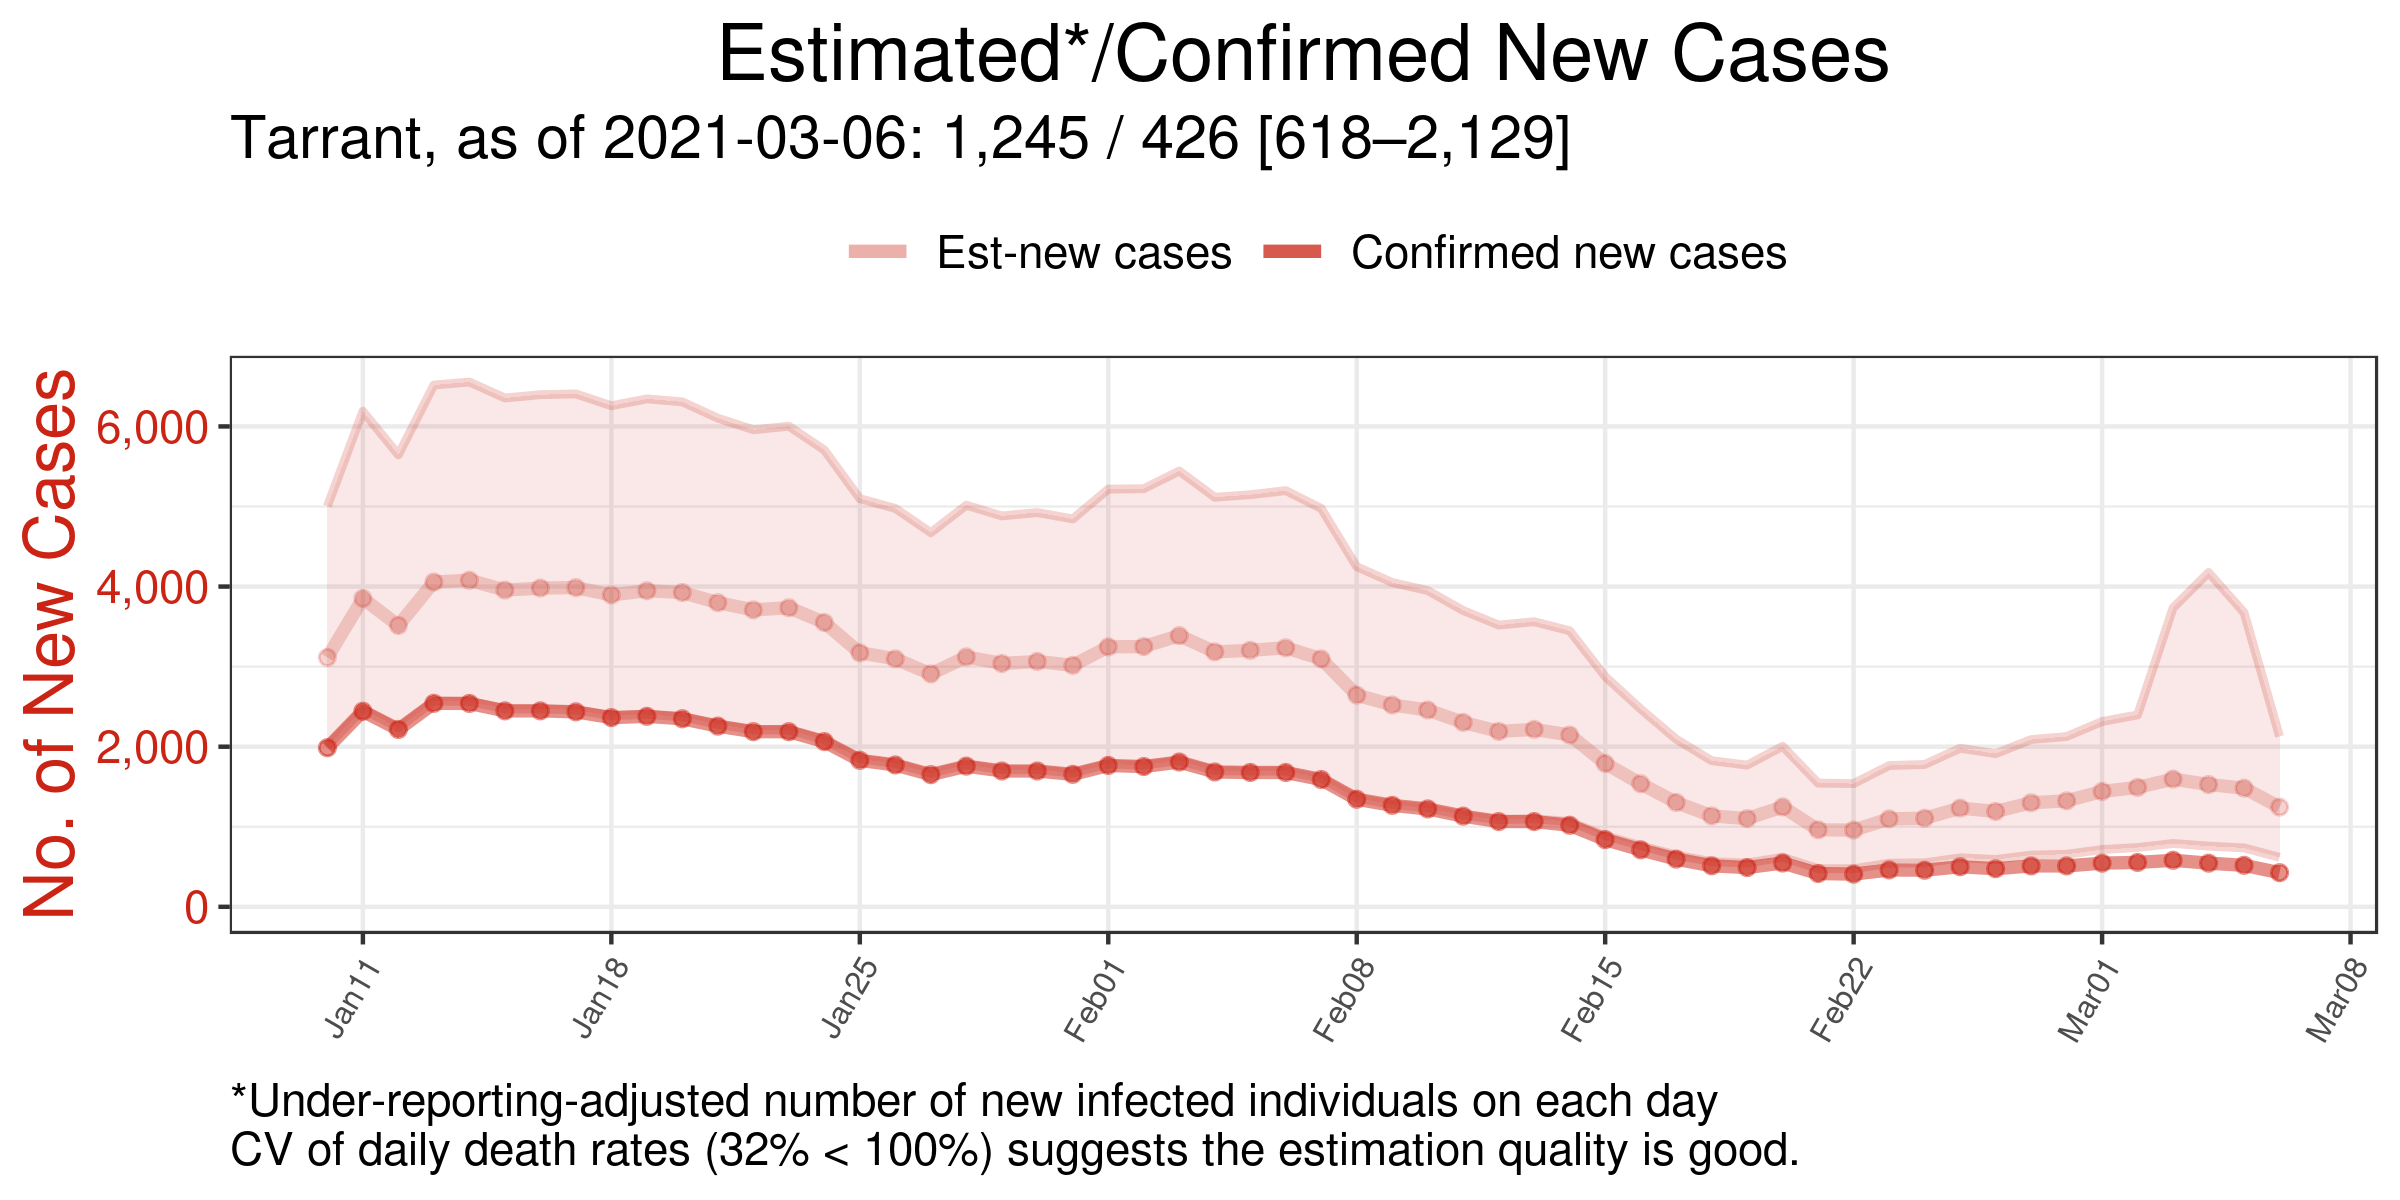 Estimated*/Confirmed New Cases
Tarrant, as of 2021-03-06: 1,245 / 426 [618–2,129]
Est-new cases
Confirmed new cases
No. of New Cases
6,000
4,000
2,000
0
Jan11
Jan18
Jan25
Feb01
Feb08
Feb15
Feb22
Mar01
Mar08
*Under-reporting-adjusted number of new infected individuals on each day
CV of daily death rates (32% < 100%) suggests the estimation quality is good.